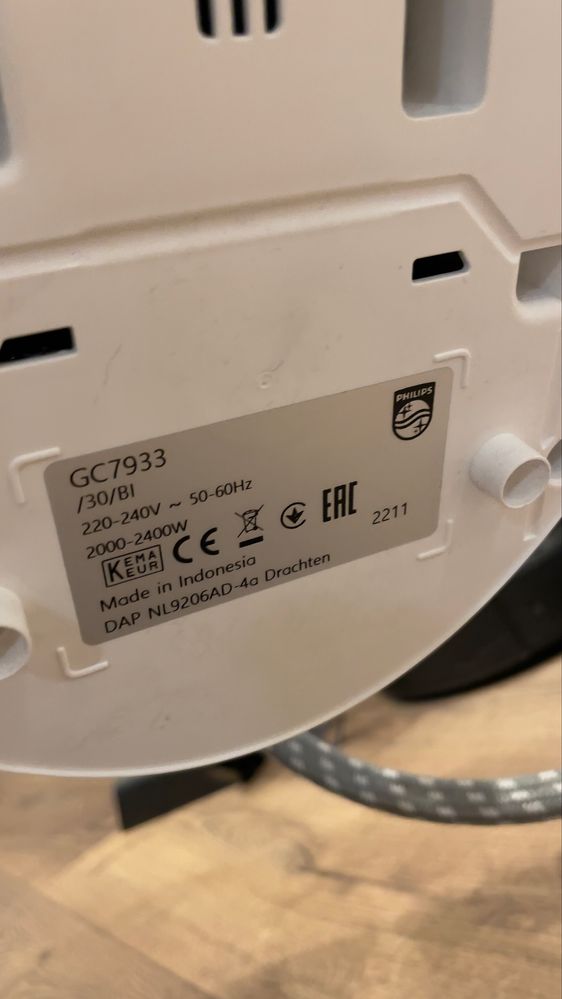 PHILIPS
GC7933
/30/BI
220-240V ~ 50-60Hz
2000-2400W
KEMA
KEUR
CE
EAC
2211
Made in Indonesia
DAP NL9206AD-4a Drachten